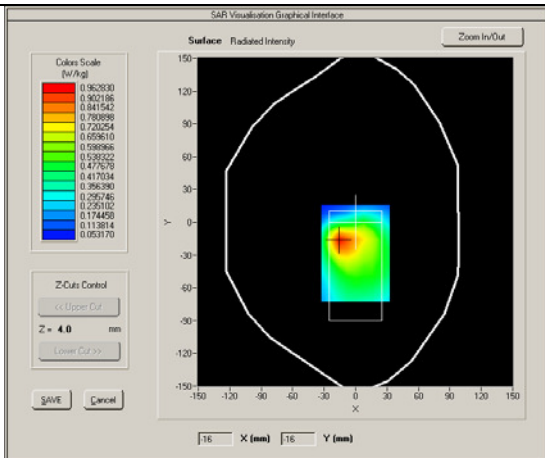 SAR Visualisation Graphical Interface
Surface Radiated Intensity
Zoom In/Out
Colors Scale
(W/kg)
0.962830
0.902186
0.841542
0.780898
0.720254
0.659610
0.598966
0.538322
0.477678
0.417034
0.356390
0.295746
0.235102
0.174458
0.113814
0.053170
Z-Cuts Control
<< Upper Cut
Z = 4.0 mm
Lower Cut >>
SAVE Cancel
150
120
90
60
30
0
-30
-60
-90
-120
-150
Y
-150 -120 -90 -60 -30 0 30 60 90 120 150
X
-16 X (mm) -16 Y (mm)